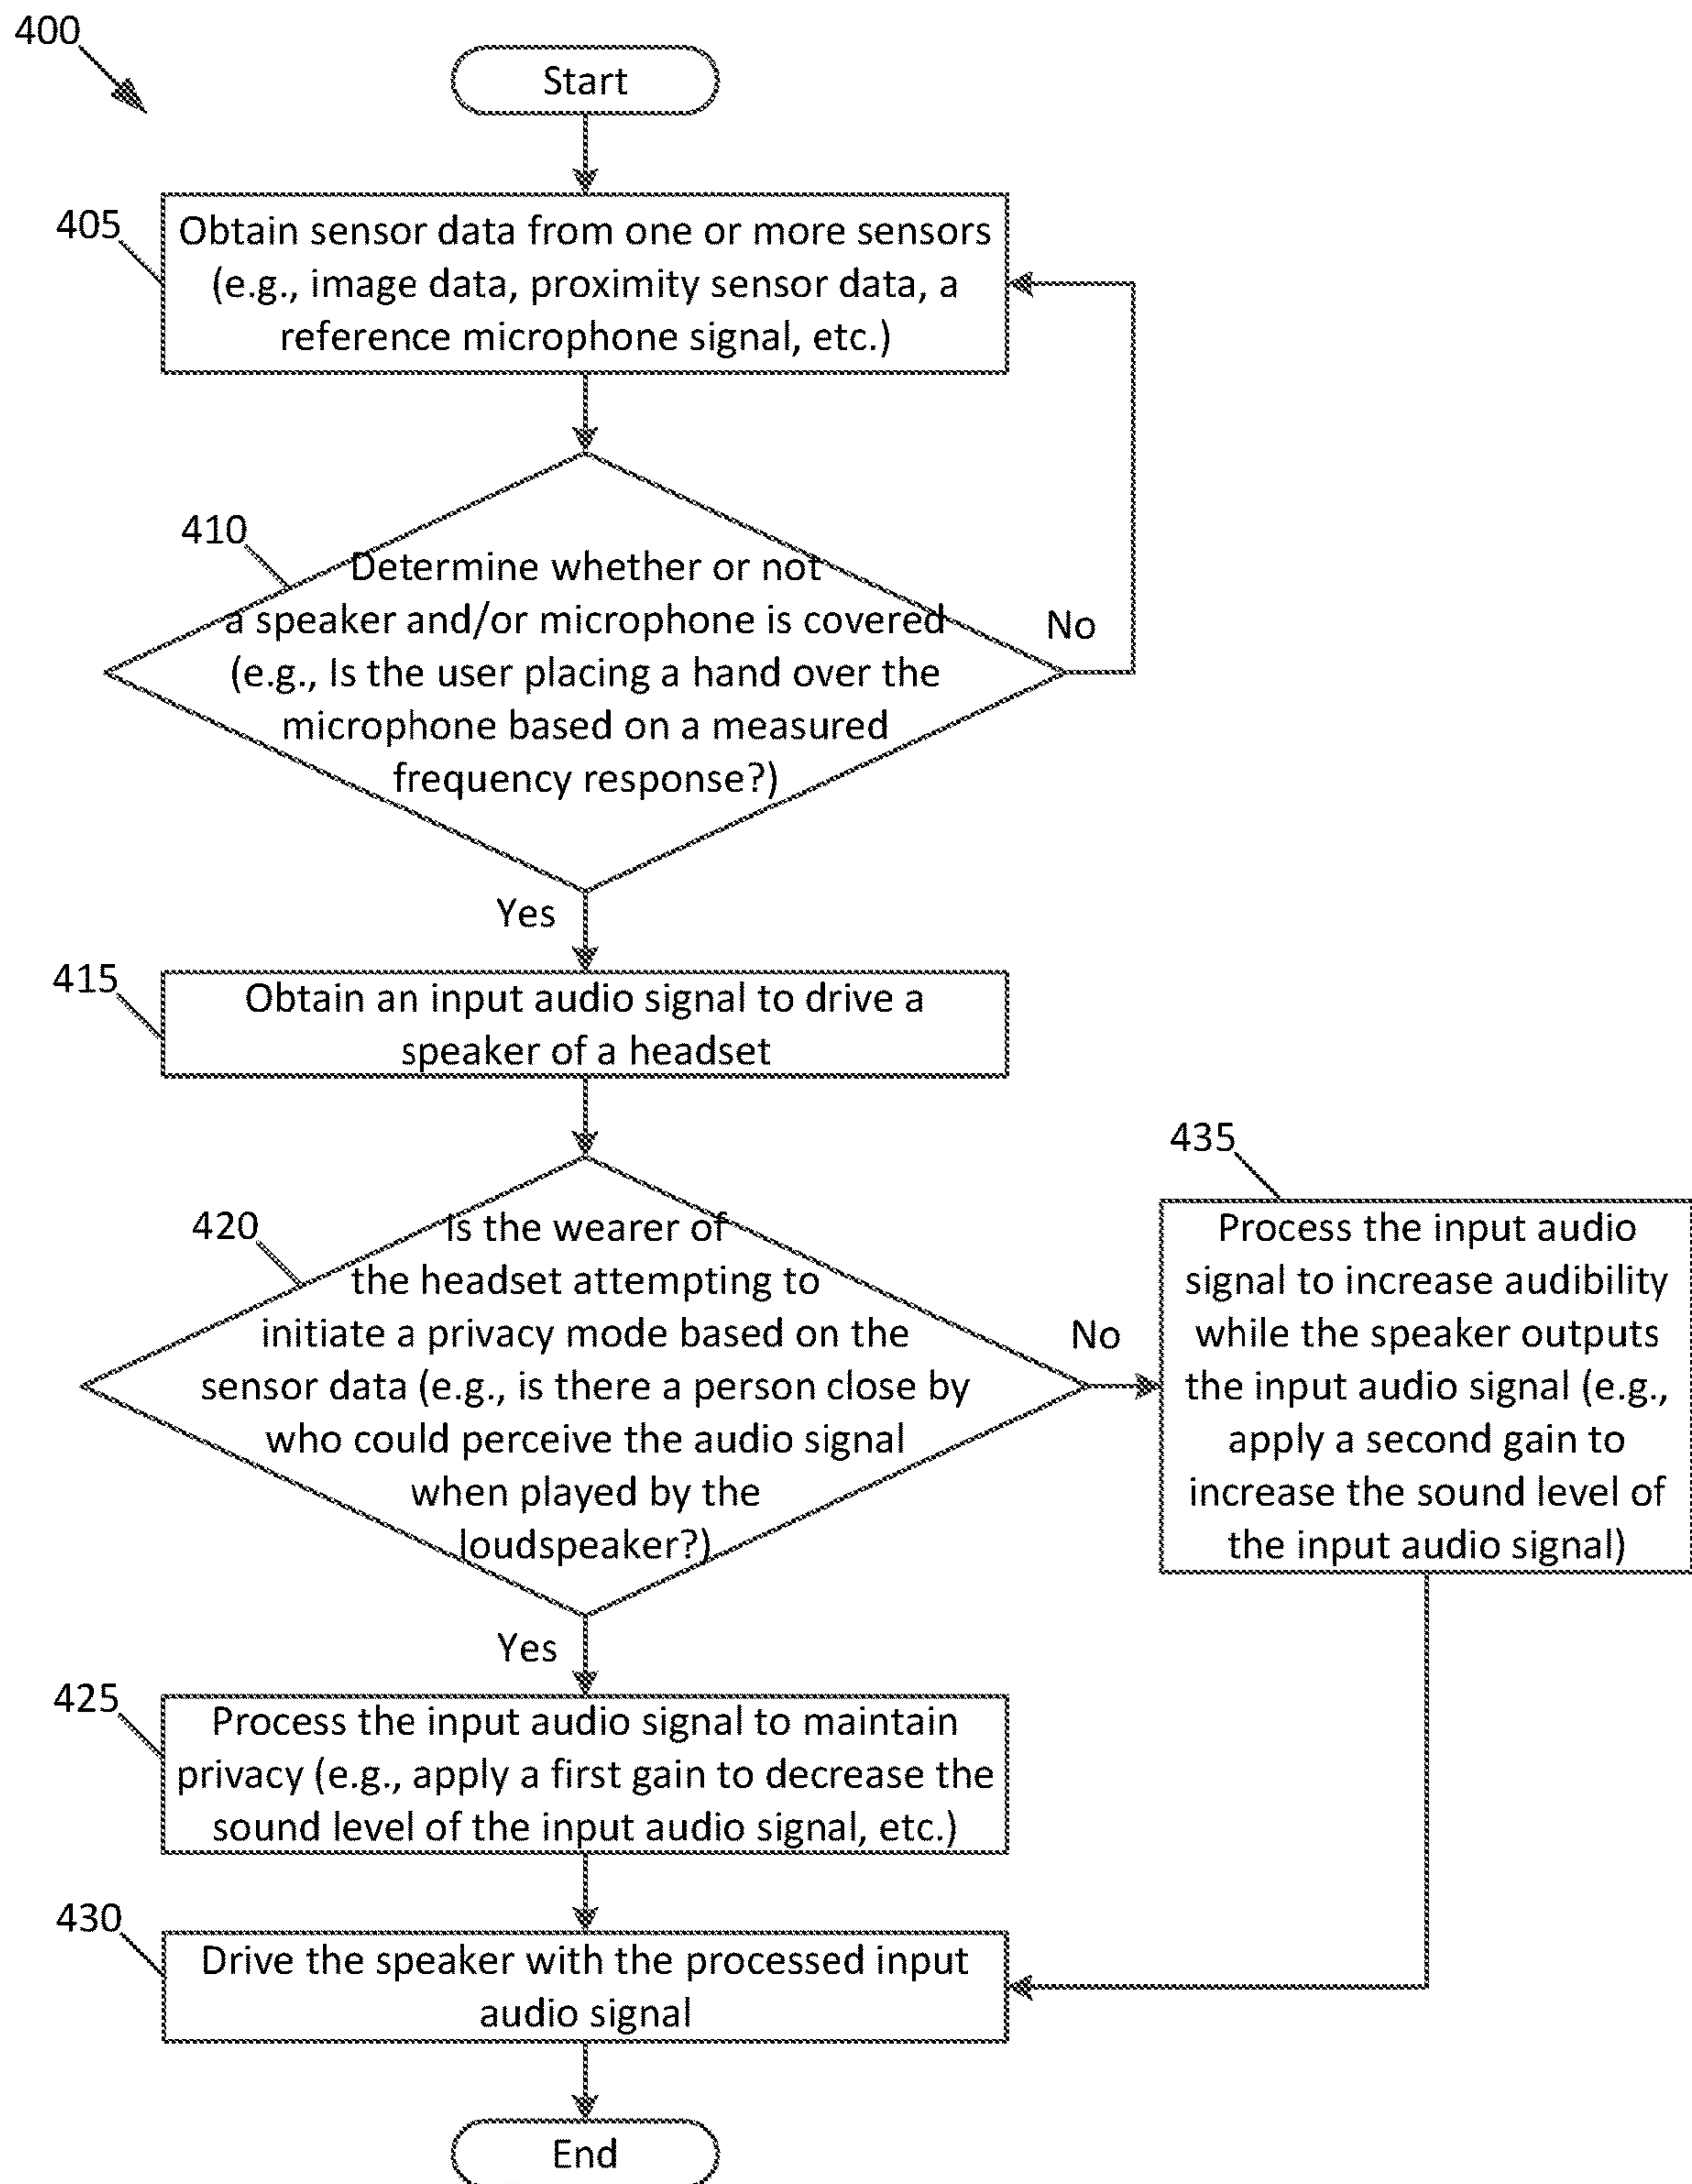 400
Start
405
Obtain sensor data from one or more sensors
(e.g., image data, proximity sensor data, a
reference microphone signal, etc.)
410
Determine whether or not
a speaker and/or microphone is covered
(e.g., Is the user placing a hand over the
microphone based on a measured
frequency response?)
No
Yes
415
Obtain an input audio signal to drive a
speaker of a headset
420
Is the wearer of
the headset attempting to
initiate a privacy mode based on the
sensor data (e.g., is there a person close by
who could perceive the audio signal
when played by the
loudspeaker?)
No
435
Process the input audio
signal to increase audibility
while the speaker outputs
the input audio signal (e.g.,
apply a second gain to
increase the sound level of
the input audio signal)
Yes
425
Process the input audio signal to maintain
privacy (e.g., apply a first gain to decrease the
sound level of the input audio signal, etc.)
430
Drive the speaker with the processed input
audio signal
End